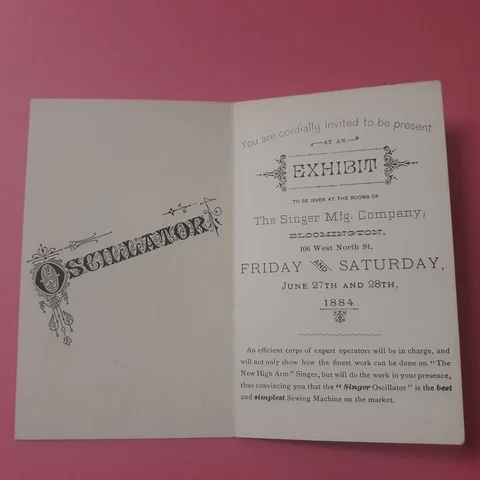 OSCILLATOR.
You are cordially invited to be present
AT AN
EXHIBIT
TO BE GIVEN AT THE ROOMS OF
The Singer Mfg. Company,
BLOOMINGTON,
106 West North St.
FRIDAY AND SATURDAY,
JUNE 27TH AND 28TH,
1884
An efficient corps of expert operators will be in charge, and
will not only show how the finest work can be done on "The
New High Arm" Singer, but will do the work in your presence,
thus convincing you that the "Singer Oscillator" is the best
and simplest Sewing Machine on the market.